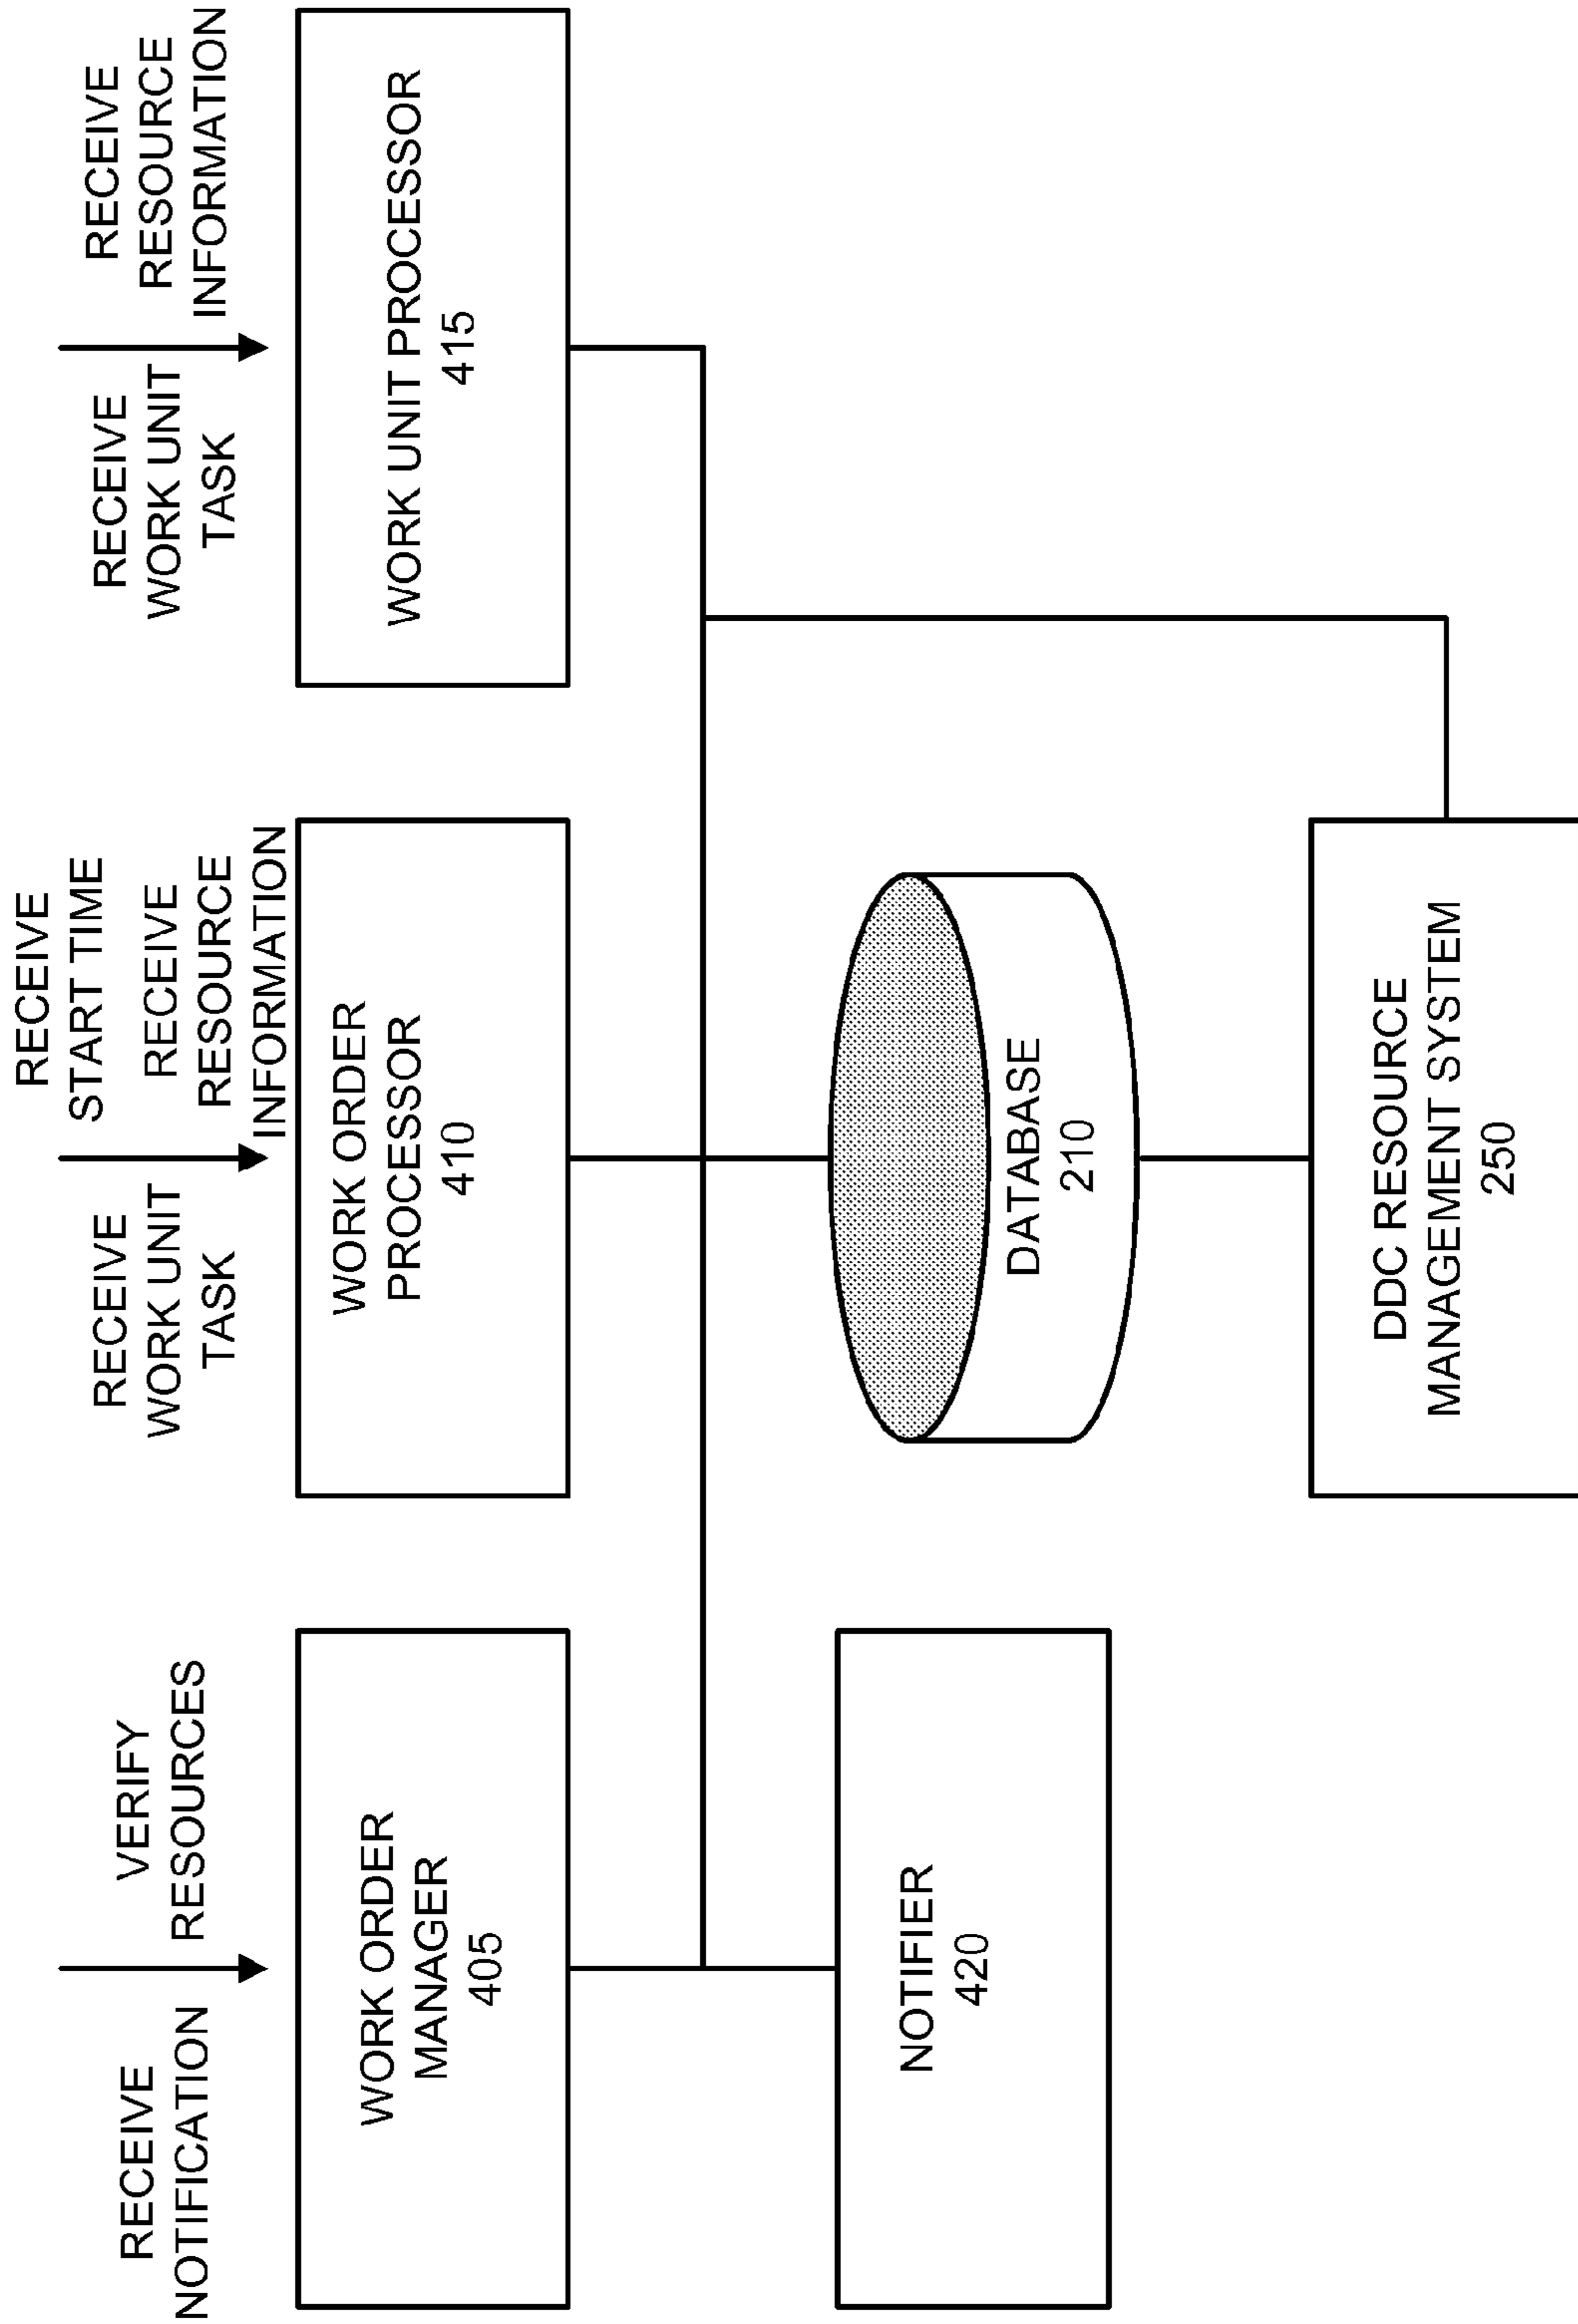 RECEIVE
NOTIFICATION
VERIFY
RESOURCES
WORK ORDER
MANAGER
405
RECEIVE
WORK UNIT
TASK
RECEIVE
START TIME
RECEIVE
RESOURCE
INFORMATION
WORK ORDER
PROCESSOR
410
RECEIVE
WORK UNIT
TASK
RECEIVE
RESOURCE
INFORMATION
WORK UNIT PROCESSOR
415
NOTIFIER
420
DATABASE
210
DDC RESOURCE
MANAGEMENT SYSTEM
250